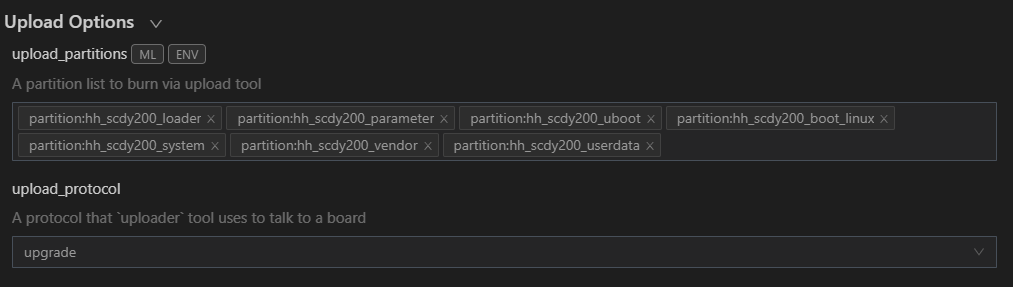 Upload Options
upload_partitions ML ENV
A partition list to burn via upload tool
partition:hh_scdy200_loader × partition:hh_scdy200_parameter × partition:hh_scdy200_uboot × partition:hh_scdy200_boot_linux ×
partition:hh_scdy200_system × partition:hh_scdy200_vendor × partition:hh_scdy200_userdata ×
upload_protocol
A protocol that `uploader` tool uses to talk to a board
upgrade